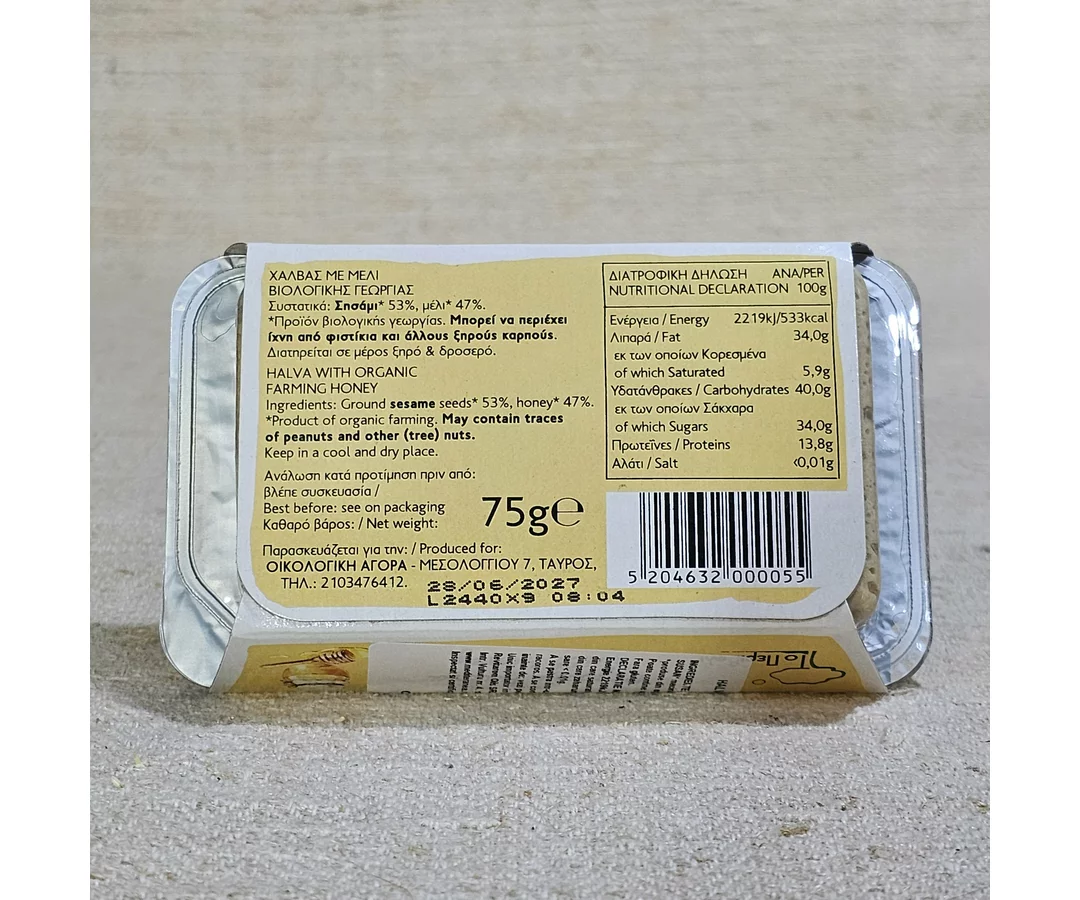 ΧΑΛΒΑΣ ΜΕ ΜΕΛΙ
ΒΙΟΛΟΓΙΚΗΣ ΓΕΩΡΓΙΑΣ
Συστατικά: Σησάμι* 53%, μέλι* 47%.
*Προϊόν βιολογικής γεωργίας. Μπορεί να περιέχει
ίχνη από φιστίκια και άλλους ξηρούς καρπούς.
Διατηρείται σε μέρος ξηρό & δροσερό.
HALVA WITH ORGANIC
FARMING HONEY
Ingredients: Ground sesame seeds* 53%, honey* 47%.
*Product of organic farming. May contain traces
of peanuts and other (tree) nuts.
Keep in a cool and dry place.
Ανάλωση κατά προτίμηση πριν από:
βλέπε συσκευασία /
Best before: see on packaging
Καθαρό βάρος: / Net weight:
75g℮
Παρασκευάζεται για την: / Produced for:
ΟΙΚΟΛΟΓΙΚΗ ΑΓΟΡΑ - ΜΕΣΟΛΟΓΓΙΟΥ 7, ΤΑΥΡΟΣ,
ΤΗΛ.: 2103476412.
28/06/2027
L2440X9 08:04
ΔΙΑΤΡΟΦΙΚΗ ΔΗΛΩΣΗ ΑΝΑ/PER
NUTRITIONAL DECLARATION 100g
Ενέργεια / Energy 2219kJ/533kcal
Λιπαρά / Fat 34,0g
εκ των οποίων Κορεσμένα
of which Saturated 5,9g
Υδατάνθρακες / Carbohydrates 40,0g
εκ των οποίων Σάκχαρα
of which Sugars 34,0g
Πρωτεΐνες / Proteins 13,8g
Αλάτι / Salt <0,01g
5 204632 000055